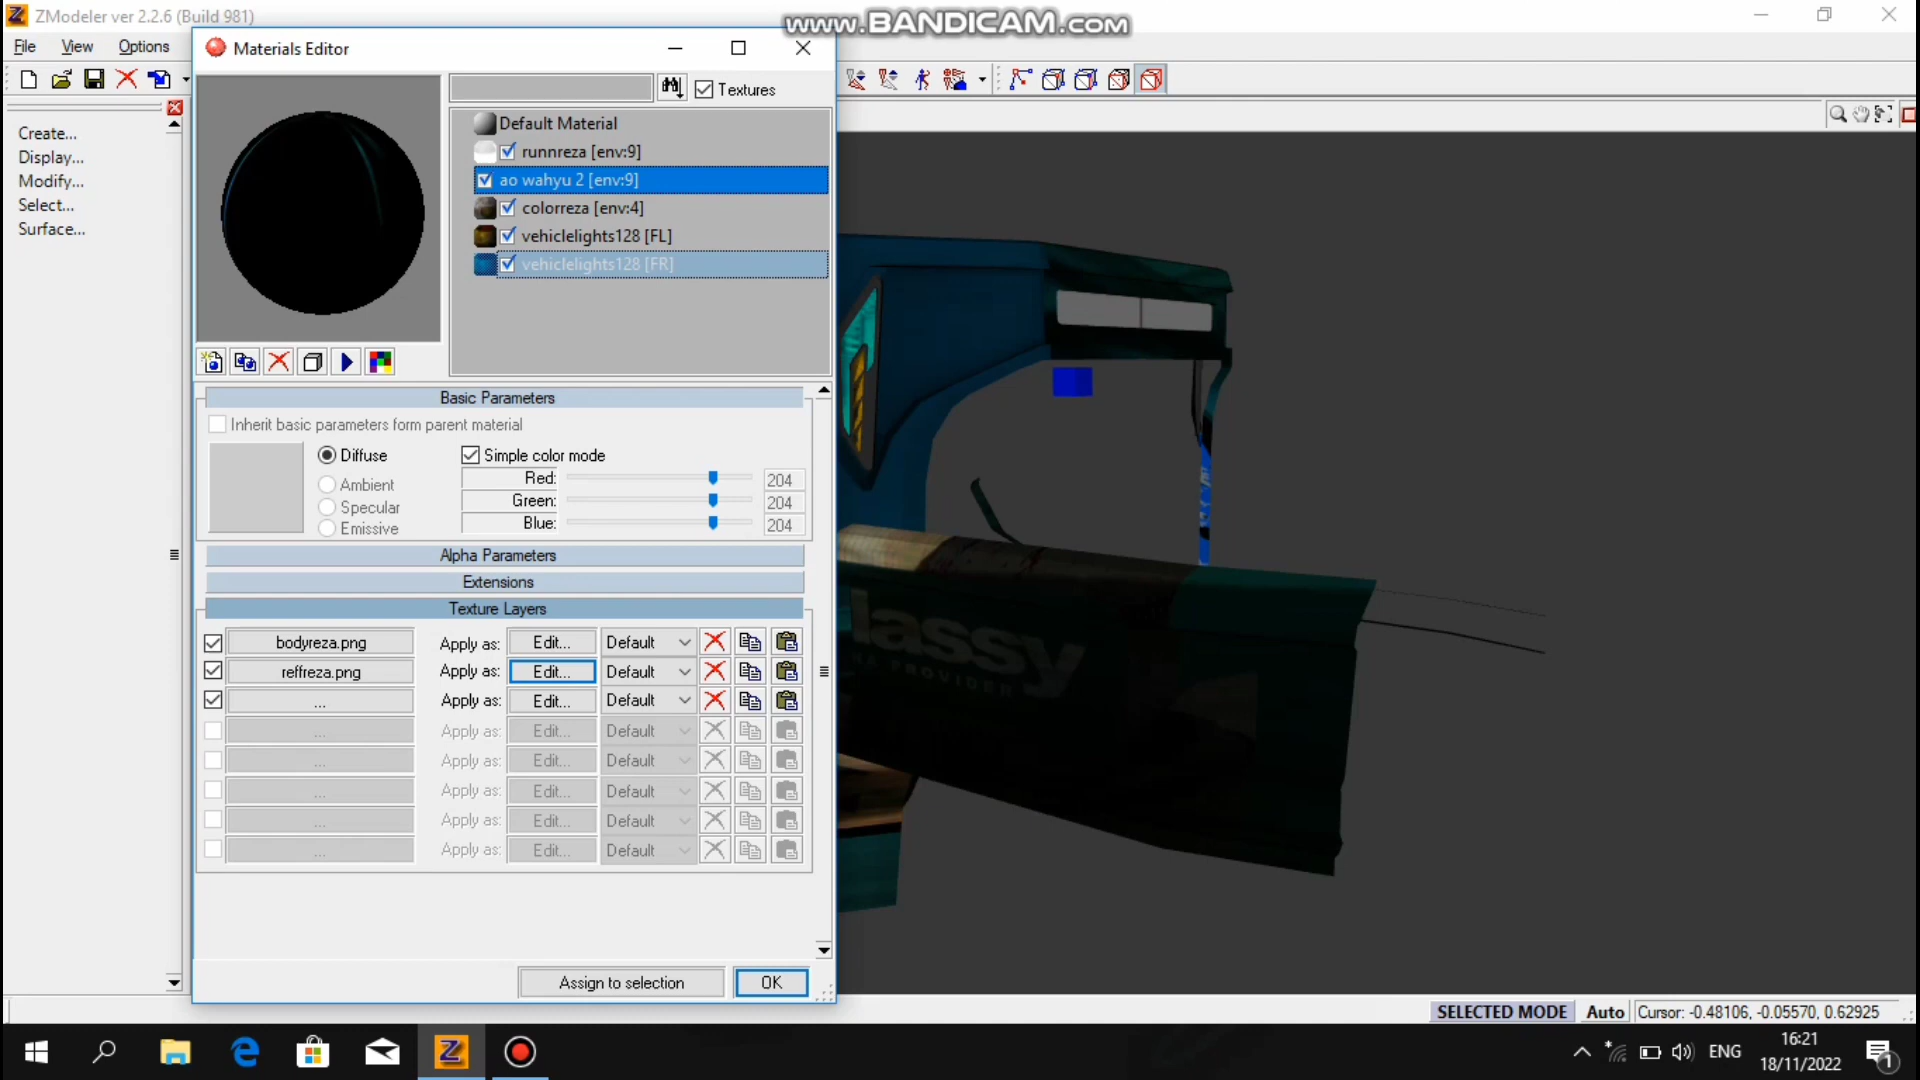 ZModeler ver 2.2.6 (Build 981)
www.BANDICAM.com
File View Options
Materials Editor
Textures
Create...
Display...
Modify...
Select...
Surface...
Default Material
runnreza [env:9]
ao wahyu 2 [env:9]
colorreza [env:4]
vehiclelights128 [FL]
vehiclelights128 [FR]
Basic Parameters
Inherit basic parameters form parent material
Diffuse
Simple color mode
Ambient
Specular
Emissive
Red: 204
Green: 204
Blue: 204
Alpha Parameters
Extensions
Texture Layers
bodyreza.png Apply as: Edit... Default
reffreza.png Apply as: Edit... Default
... Apply as: Edit... Default
... Apply as: Edit... Default
... Apply as: Edit... Default
... Apply as: Edit... Default
... Apply as: Edit... Default
... Apply as: Edit... Default
lassy
PROVIDER
Assign to selection OK
SELECTED MODE Auto Cursor: -0.48106, -0.05570, 0.62925
ENG
16:21
18/11/2022
1